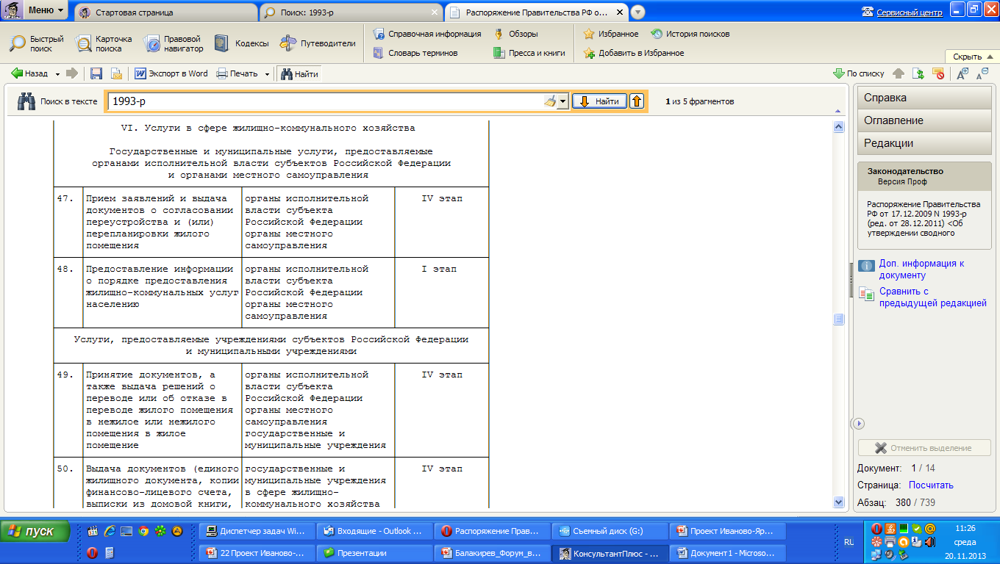 Меню
Стартовая страница
Поиск: 1993-р
Распоряжение Правительства РФ о...
Сервисный центр
Быстрый поиск
Карточка поиска
Правовой навигатор
Кодексы
Путеводители
Справочная информация
Словарь терминов
Обзоры
Пресса и книги
Избранное
История поисков
Добавить в Избранное
Скрыть
Назад
Экспорт в Word
Печать
Найти
По списку
Поиск в тексте
1993-р
Найти
1 из 5 фрагментов
VI. Услуги в сфере жилищно-коммунального хозяйства
Государственные и муниципальные услуги, предоставляемые
органами исполнительной власти субъектов Российской Федерации
и органами местного самоуправления
47.
Прием заявлений и выдача
документов о согласовании
переустройства и (или)
перепланировки жилого
помещения
органы исполнительной
власти субъекта
Российской Федерации
органы местного
самоуправления
IV этап
48.
Предоставление информации
о порядке предоставления
жилищно-коммунальных услуг
населению
органы исполнительной
власти субъекта
Российской Федерации
органы местного
самоуправления
I этап
Услуги, предоставляемые учреждениями субъектов Российской Федерации
и муниципальными учреждениями
49.
Принятие документов, а
также выдача решений о
переводе или об отказе в
переводе жилого помещения
в нежилое или нежилого
помещения в жилое
помещение
органы исполнительной
власти субъекта
Российской Федерации
органы местного
самоуправления
государственные и
муниципальные учреждения
IV этап
50.
Выдача документов (единого
жилищного документа, копии
финансово-лицевого счета,
выписки из домовой книги,
государственные и
муниципальные учреждения
в сфере жилищно-
коммунального хозяйства
IV этап
Справка
Оглавление
Редакции
Законодательство
Версия Проф
Распоряжение Правительства
РФ от 17.12.2009 N 1993-р
(ред. от 28.12.2011) <Об
утверждении сводного
Доп. информация к
документу
Сравнить с
предыдущей редакцией
Отменить выделение
Документ: 1 / 14
Страница: Посчитать
Абзац: 380 / 739
пуск
Диспетчер задач Wi...
Входящие - Outlook ...
Распоряжение Прав...
Съемный диск (G:)
Проект Иваново-Яр...
22 Проект Иваново-...
Презентации
Балакирев_Форум_в...
КонсультантПлюс - ...
Документ1 - Microso...
RU
11:26
среда
20.11.2013